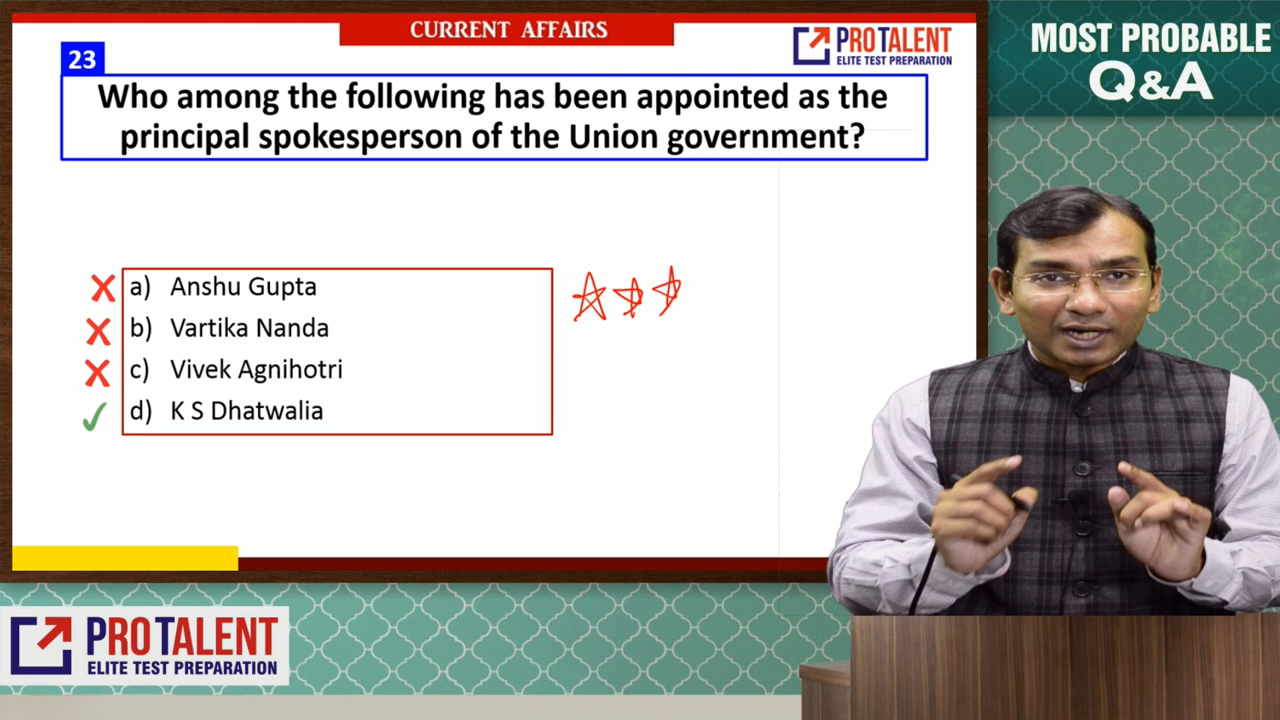 CURRENT AFFAIRS
PROTALENT
ELITE TEST PREPARATION
MOST PROBABLE
Q&A
23
Who among the following has been appointed as the
principal spokesperson of the Union government?
a) Anshu Gupta
b) Vartika Nanda
c) Vivek Agnihotri
d) K S Dhatwalia
PROTALENT
ELITE TEST PREPARATION